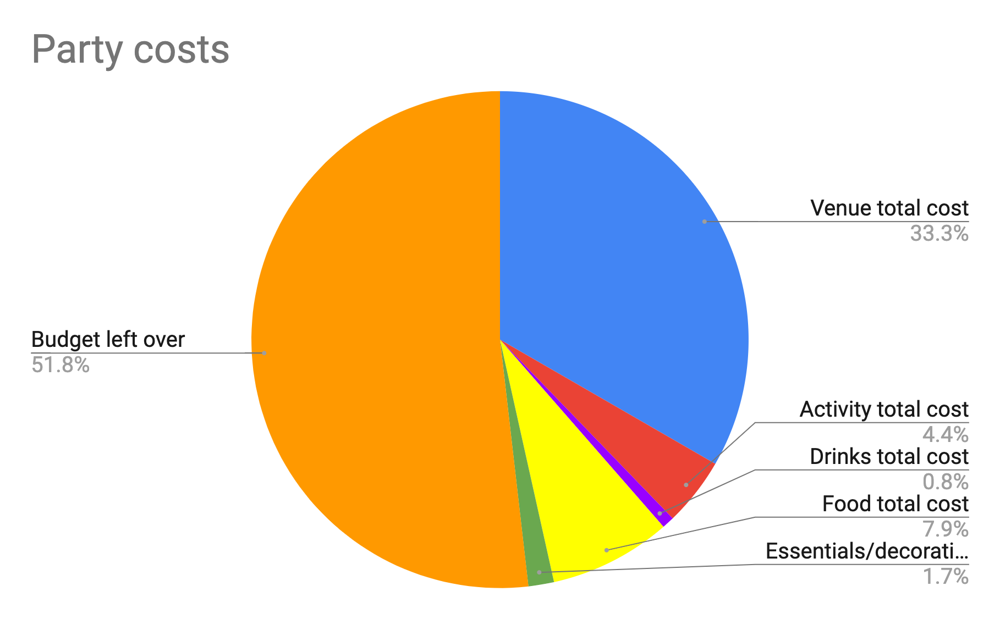 Party costs
Venue total cost
33.3%
Budget left over
51.8%
Activity total cost
4.4%
Drinks total cost
0.8%
Food total cost
7.9%
Essentials/decorati...
1.7%